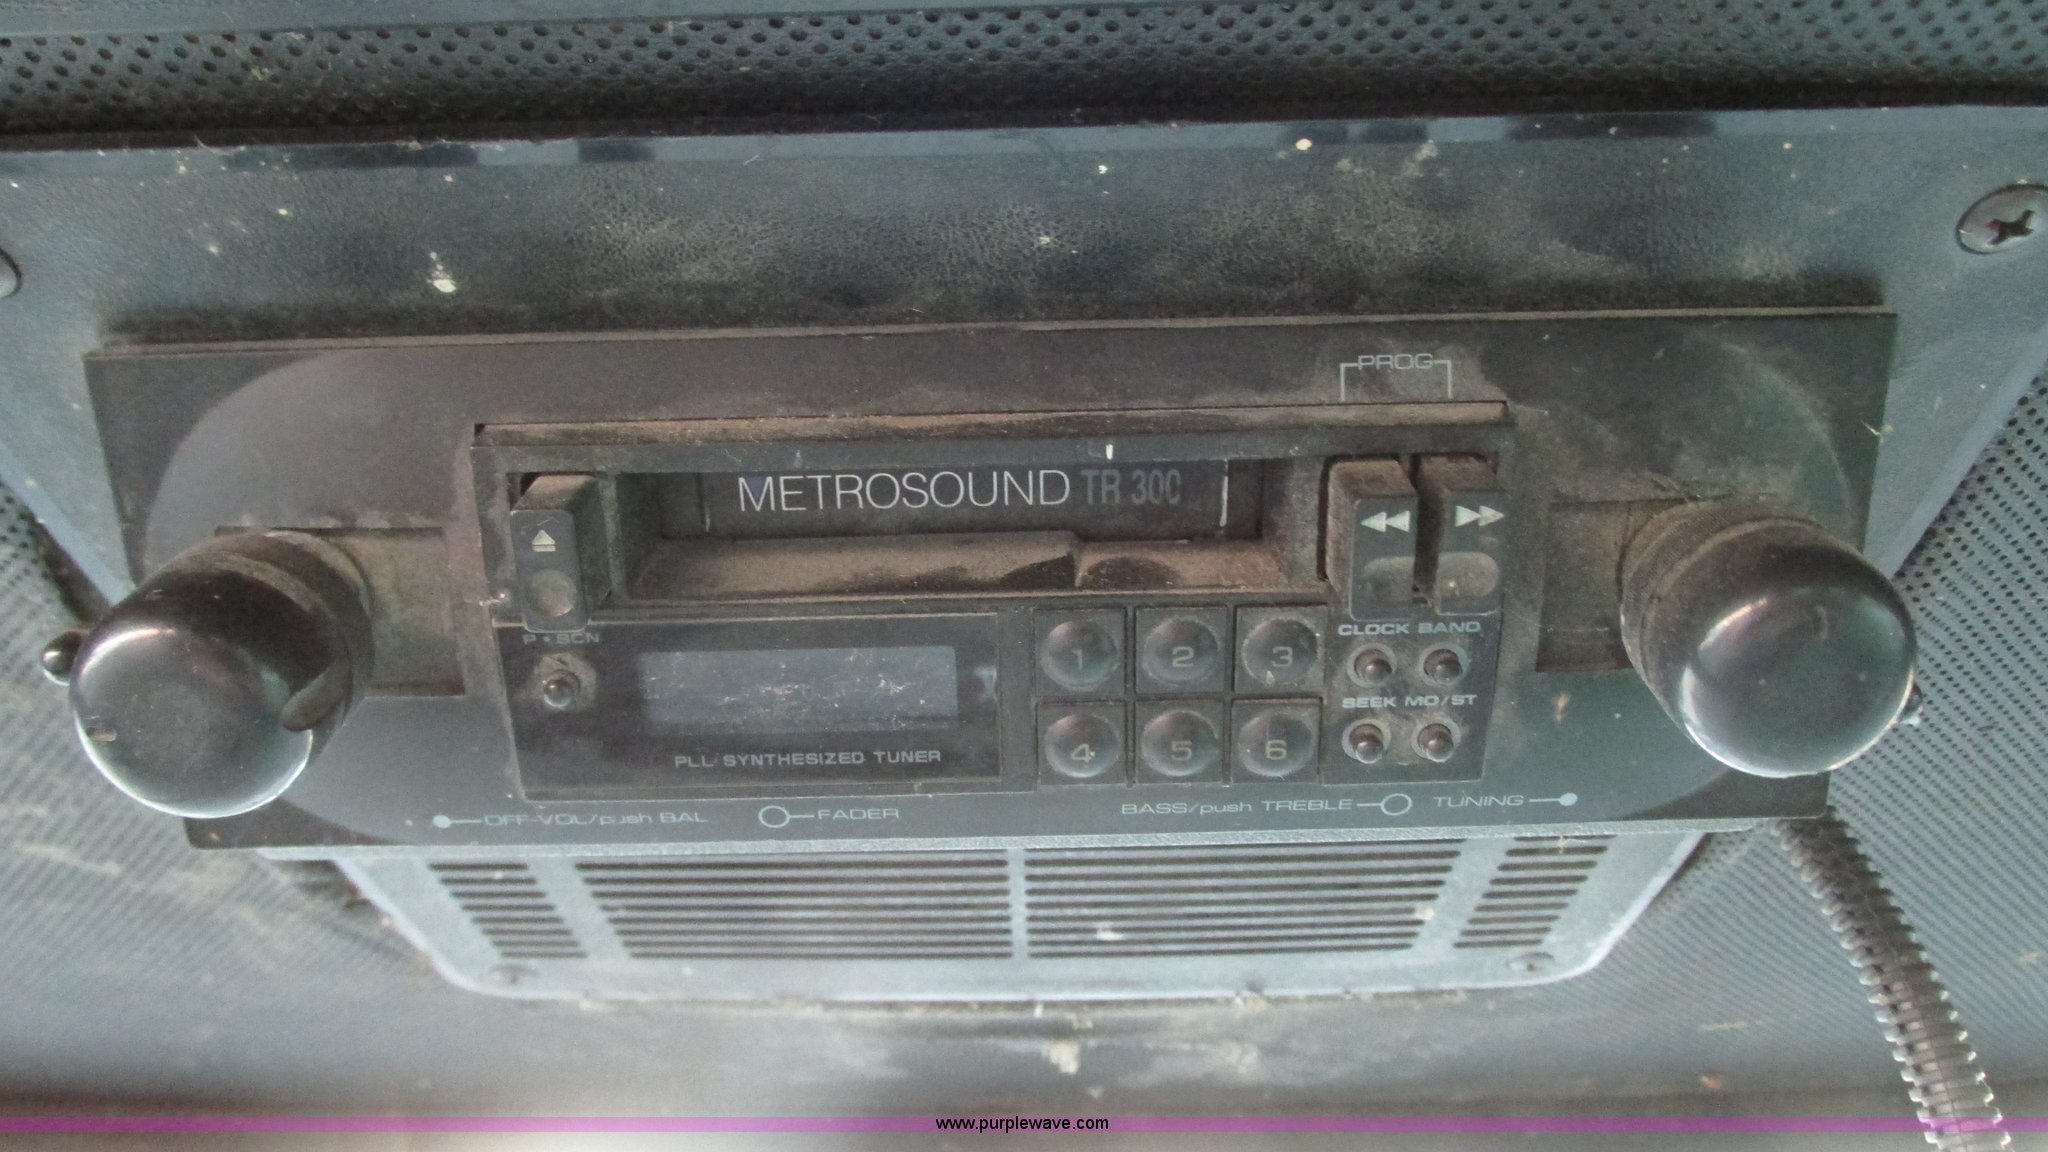 PROG
METROSOUND TR 300
P•SCN
CLOCK BAND
1 2 3
SEEK MO/ST
4 5 6
PLL SYNTHESIZED TUNER
OFF-VOL/push BAL FADER
BASS/push TREBLE TUNING
www.purplewave.com